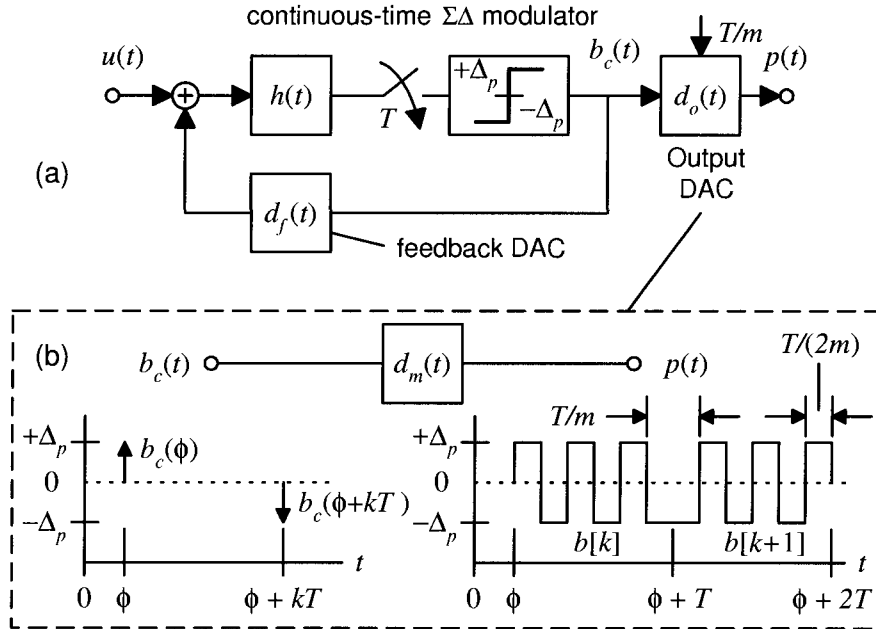 continuous-time ΣΔ modulator
u(t)
h(t)
T
+Δp
−Δp
bc(t)
T/m
do(t)
p(t)
(a)
df(t)
feedback DAC
Output
DAC
(b)
bc(t)
dm(t)
p(t)
T/(2m)
T/m
+Δp
0
−Δp
bc(ϕ)
bc(ϕ+kT)
t
0
ϕ
ϕ + kT
+Δp
0
−Δp
b[k]
b[k+1]
t
0
ϕ
ϕ + T
ϕ + 2T